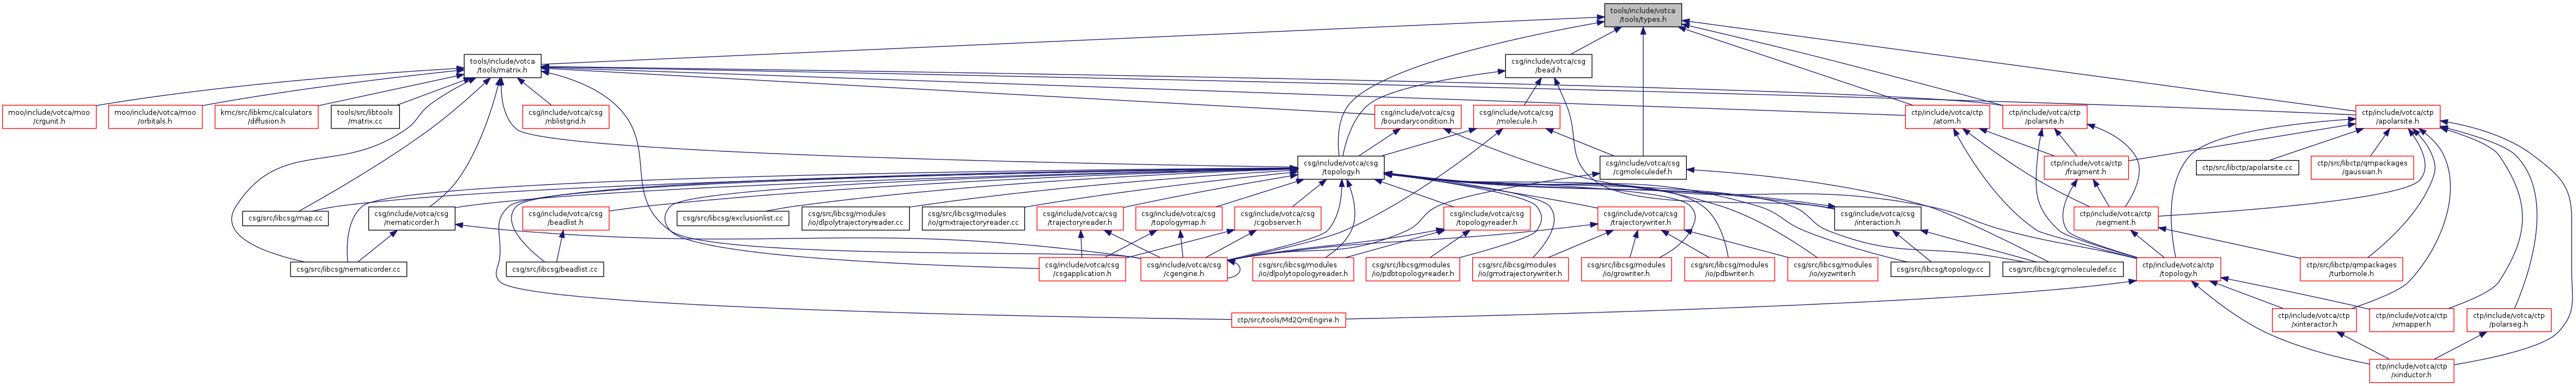 tools/include/votca
/tools/types.h
tools/include/votca
/tools/matrix.h
csg/include/votca/csg
/bead.h
moo/include/votca/moo
/crgunit.h
moo/include/votca/moo
/orbitals.h
kmc/src/libkmc/calculators
/diffusion.h
tools/src/libtools
/matrix.cc
csg/include/votca/csg
/nblistgrid.h
csg/include/votca/csg
/boundarycondition.h
csg/include/votca/csg
/molecule.h
ctp/include/votca/ctp
/atom.h
ctp/include/votca/ctp
/polarsite.h
ctp/include/votca/ctp
/apolarsite.h
csg/include/votca/csg
/topology.h
csg/include/votca/csg
/cgmoleculedef.h
ctp/include/votca/ctp
/fragment.h
ctp/src/libctp/apolarsite.cc
ctp/src/libctp/qmpackages
/gaussian.h
csg/src/libcsg/map.cc
csg/include/votca/csg
/nematicorder.h
csg/include/votca/csg
/beadlist.h
csg/src/libcsg/exclusionlist.cc
csg/src/libcsg/modules
/io/dlpolytrajectoryreader.cc
csg/src/libcsg/modules
/io/gmxtrajectoryreader.cc
csg/include/votca/csg
/trajectoryreader.h
csg/include/votca/csg
/topologymap.h
csg/include/votca/csg
/cgobserver.h
csg/include/votca/csg
/topologyreader.h
csg/include/votca/csg
/trajectorywriter.h
csg/include/votca/csg
/interaction.h
ctp/include/votca/ctp
/segment.h
csg/src/libcsg/nematicorder.cc
csg/src/libcsg/beadlist.cc
csg/include/votca/csg
/csgapplication.h
csg/include/votca/csg
/cgengine.h
csg/src/libcsg/modules
/io/dlpolytopologyreader.h
csg/src/libcsg/modules
/io/pdbtopologyreader.h
csg/src/libcsg/modules
/io/gmxtrajectorywriter.h
csg/src/libcsg/modules
/io/growriter.h
csg/src/libcsg/modules
/io/pdbwriter.h
csg/src/libcsg/modules
/io/xyzwriter.h
csg/src/libcsg/topology.cc
csg/src/libcsg/cgmoleculedef.cc
ctp/include/votca/ctp
/topology.h
ctp/src/libctp/qmpackages
/turbomole.h
ctp/src/tools/Md2QmEngine.h
ctp/include/votca/ctp
/xinteractor.h
ctp/include/votca/ctp
/xmapper.h
ctp/include/votca/ctp
/polarseg.h
ctp/include/votca/ctp
/xinductor.h